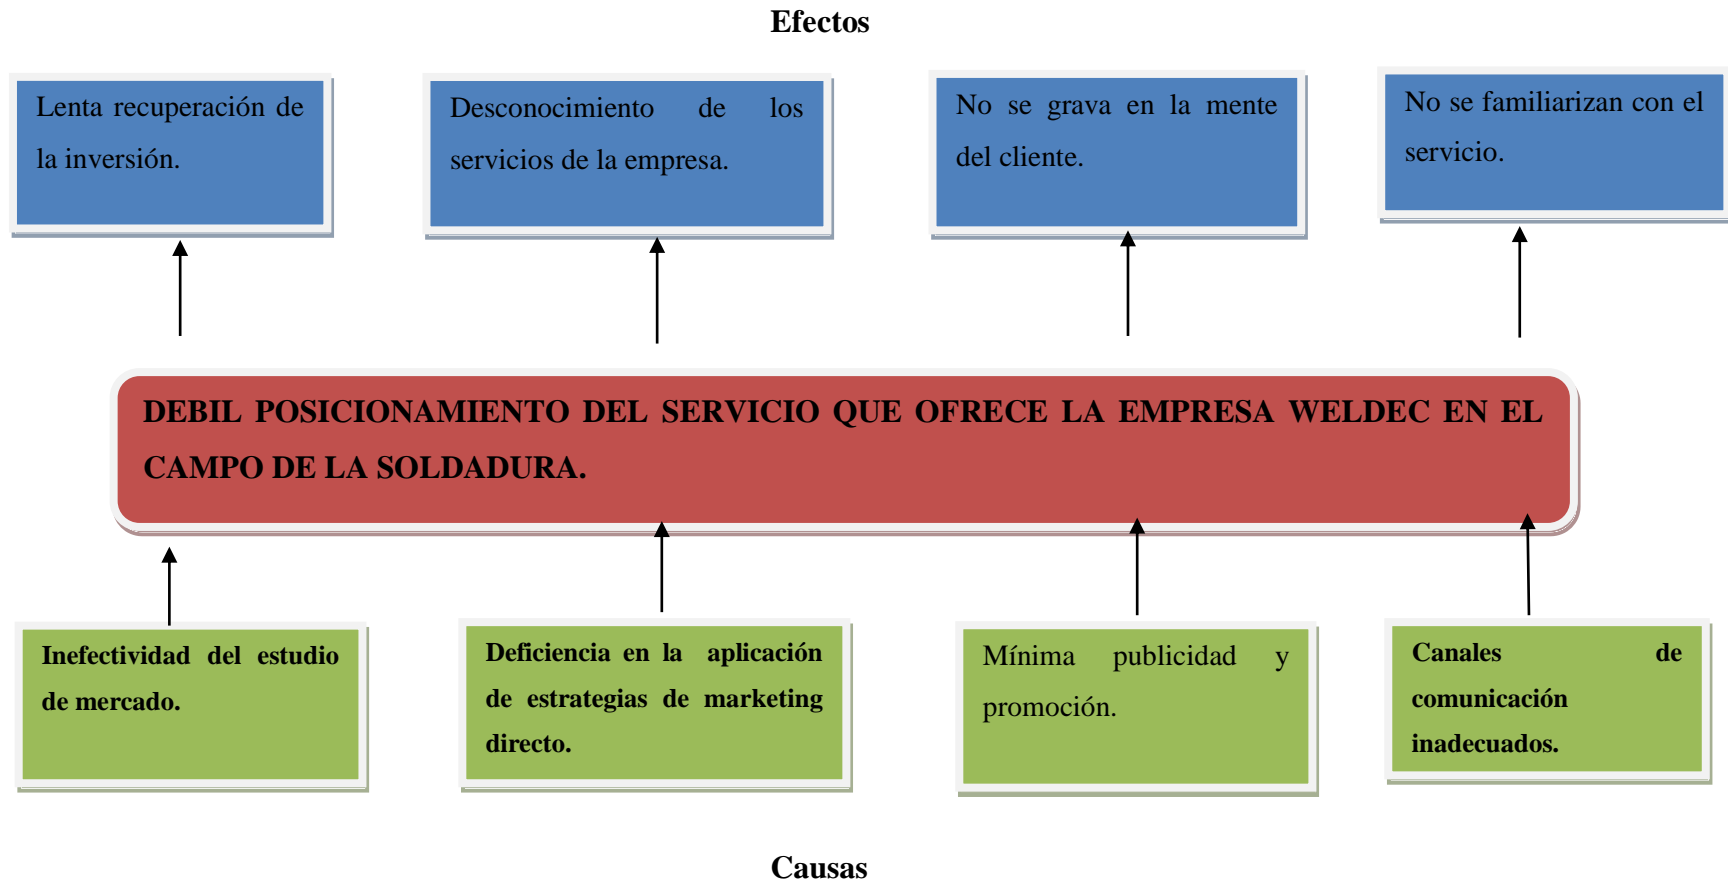 Efectos
Lenta recuperación de
la inversión.
Desconocimiento de los
servicios de la empresa.
No se grava en la mente
del cliente.
No se familiarizan con el
servicio.
DEBIL POSICIONAMIENTO DEL SERVICIO QUE OFRECE LA EMPRESA WELDEC EN EL
CAMPO DE LA SOLDADURA.
Inefectividad del estudio
de mercado.
Deficiencia en la aplicación
de estrategias de marketing
directo.
Mínima publicidad y
promoción.
Canales de
comunicación
inadecuados.
Causas